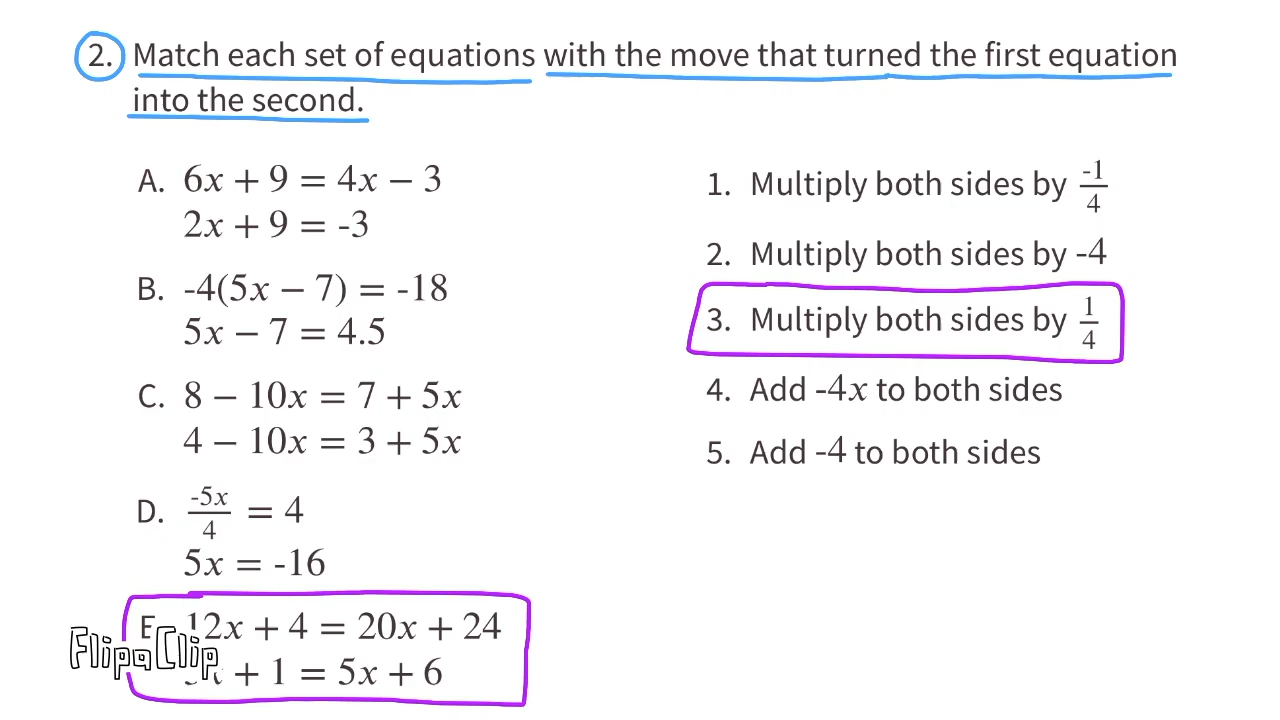 2. Match each set of equations with the move that turned the first equation
into the second.
A. 6x + 9 = 4x − 3
2x + 9 = -3
B. -4(5x − 7) = -18
5x − 7 = 4.5
C. 8 − 10x = 7 + 5x
4 − 10x = 3 + 5x
D. -5x/4 = 4
5x = -16
E 12x + 4 = 20x + 24
+ 1 = 5x + 6
1. Multiply both sides by -1/4
2. Multiply both sides by -4
3. Multiply both sides by 1/4
4. Add -4x to both sides
5. Add -4 to both sides
FlipaClip